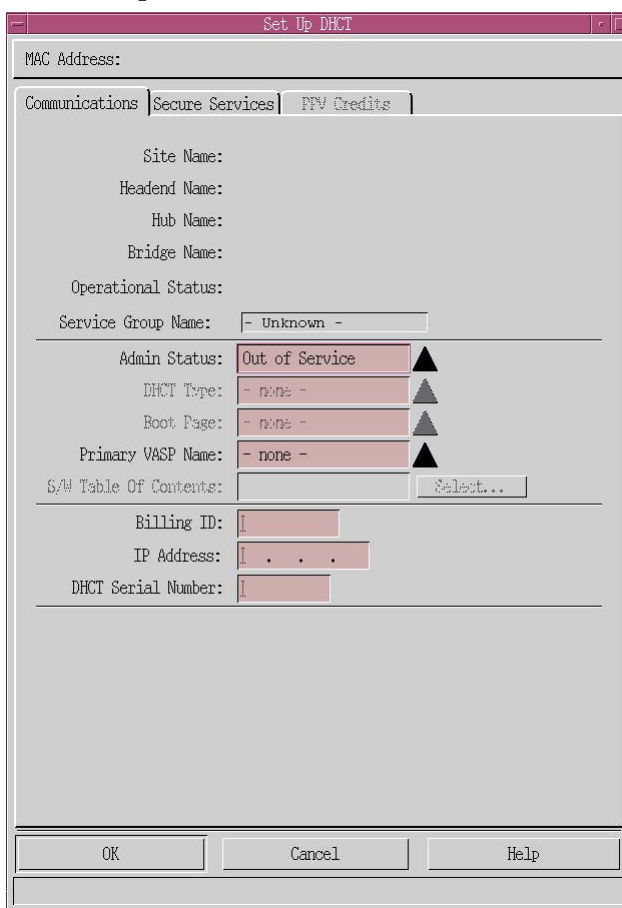 Set Up DHCT
MAC Address:
Communications Secure Services PPV Credits
Site Name:
Headend Name:
Hub Name:
Bridge Name:
Operational Status:
Service Group Name: - Unknown -
Admin Status: Out of Service
DHCT Type: - none -
Boot Page: - none -
Primary VASP Name: - none -
S/W Table Of Contents: Select...
Billing ID:
IP Address: . . .
DHCT Serial Number:
OK Cancel Help